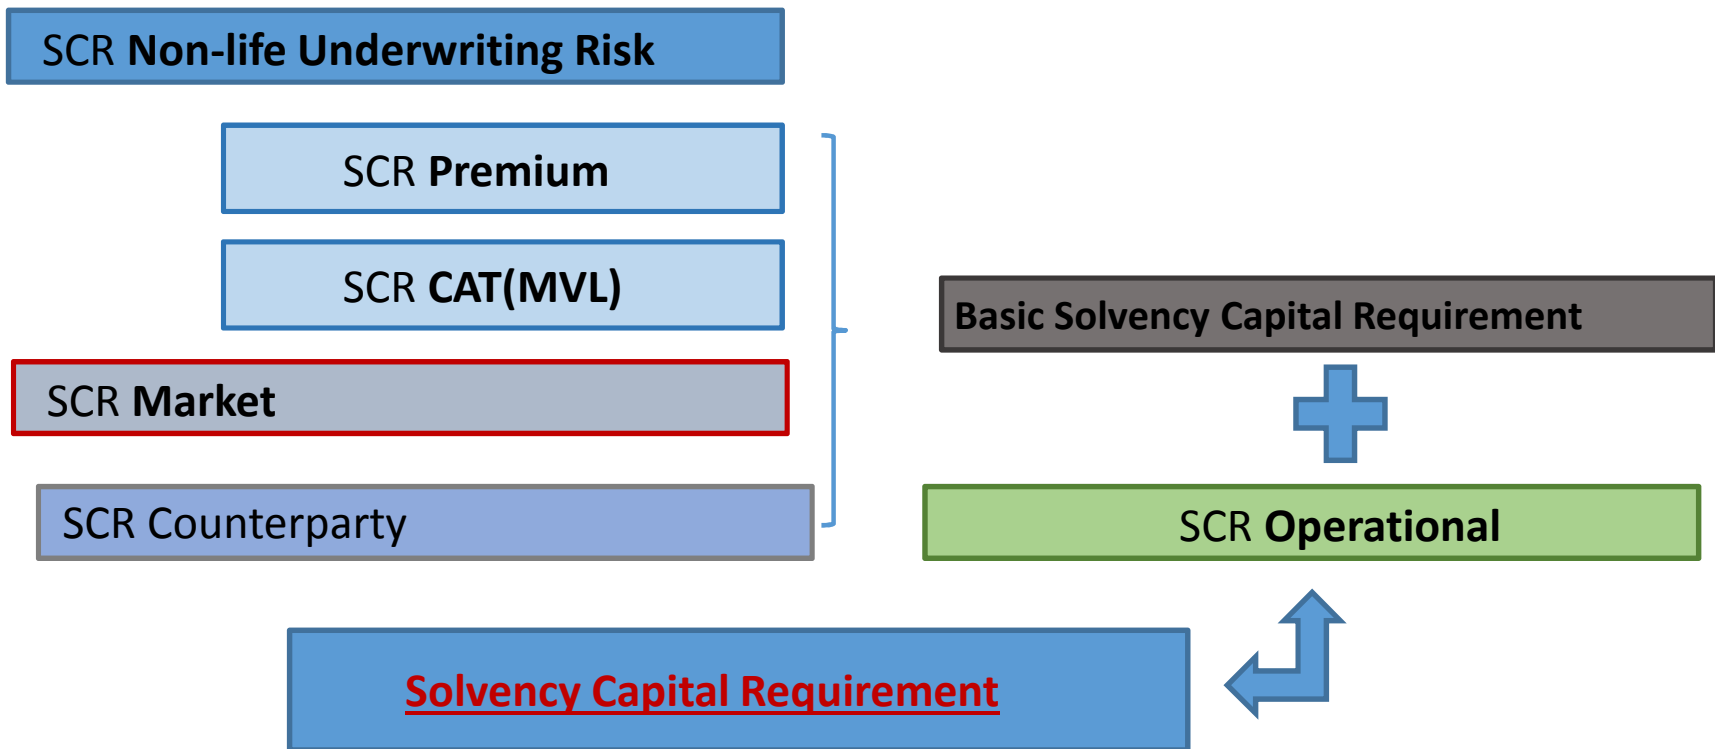 SCR Non-life Underwriting Risk
SCR Premium
SCR CAT(MVL)
SCR Market
SCR Counterparty
Basic Solvency Capital Requirement
SCR Operational
Solvency Capital Requirement